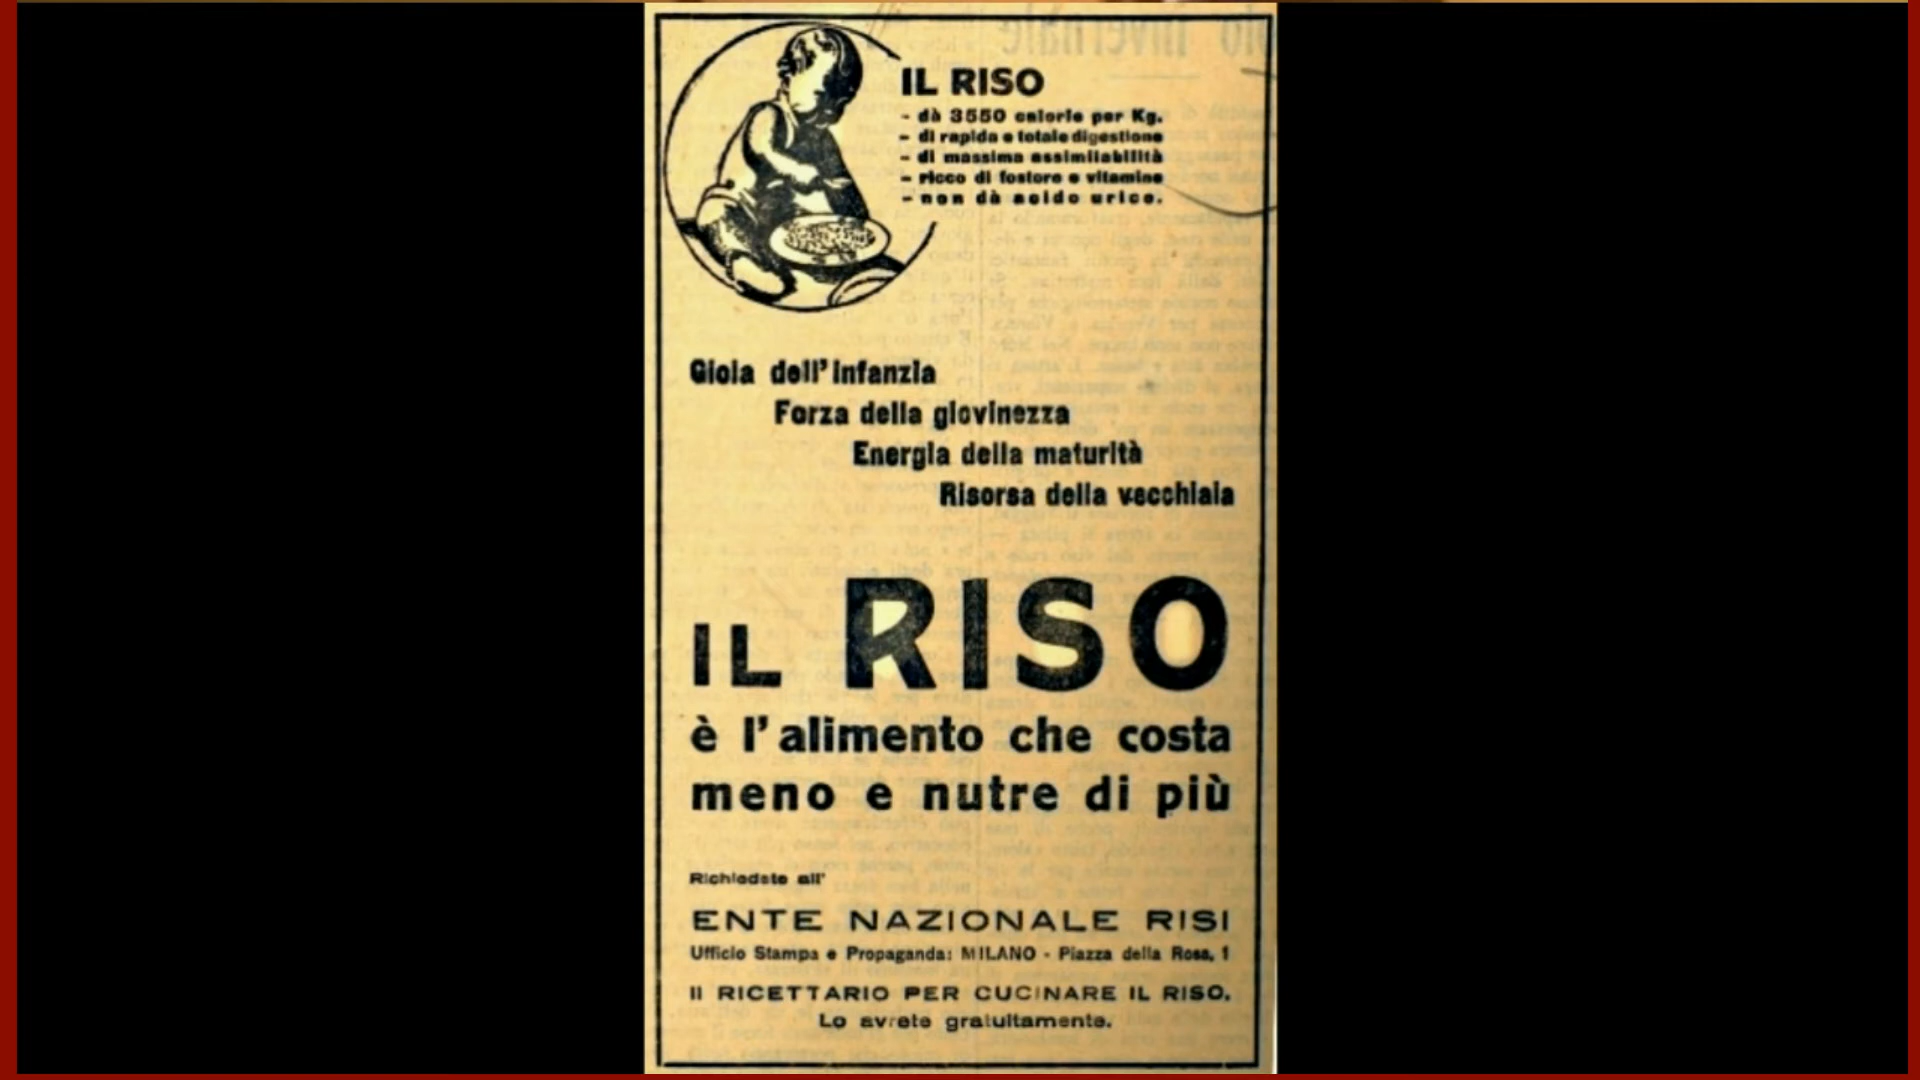 IL RISO
- dà 3550 calorie per Kg.
- di rapida e totale digestione
- di massima assimilabilità
- ricco di fosforo e vitamine
- non dà acido urico.
Gioia dell'infanzia
Forza della giovinezza
Energia della maturità
Risorsa della vecchiaia
IL RISO
è l'alimento che costa
meno e nutre di più
Richiedete all'
ENTE NAZIONALE RISI
Ufficio Stampa e Propaganda: MILANO - Piazza della Rosa, 1
Il RICETTARIO PER CUCINARE IL RISO.
Lo avrete gratuitamente.